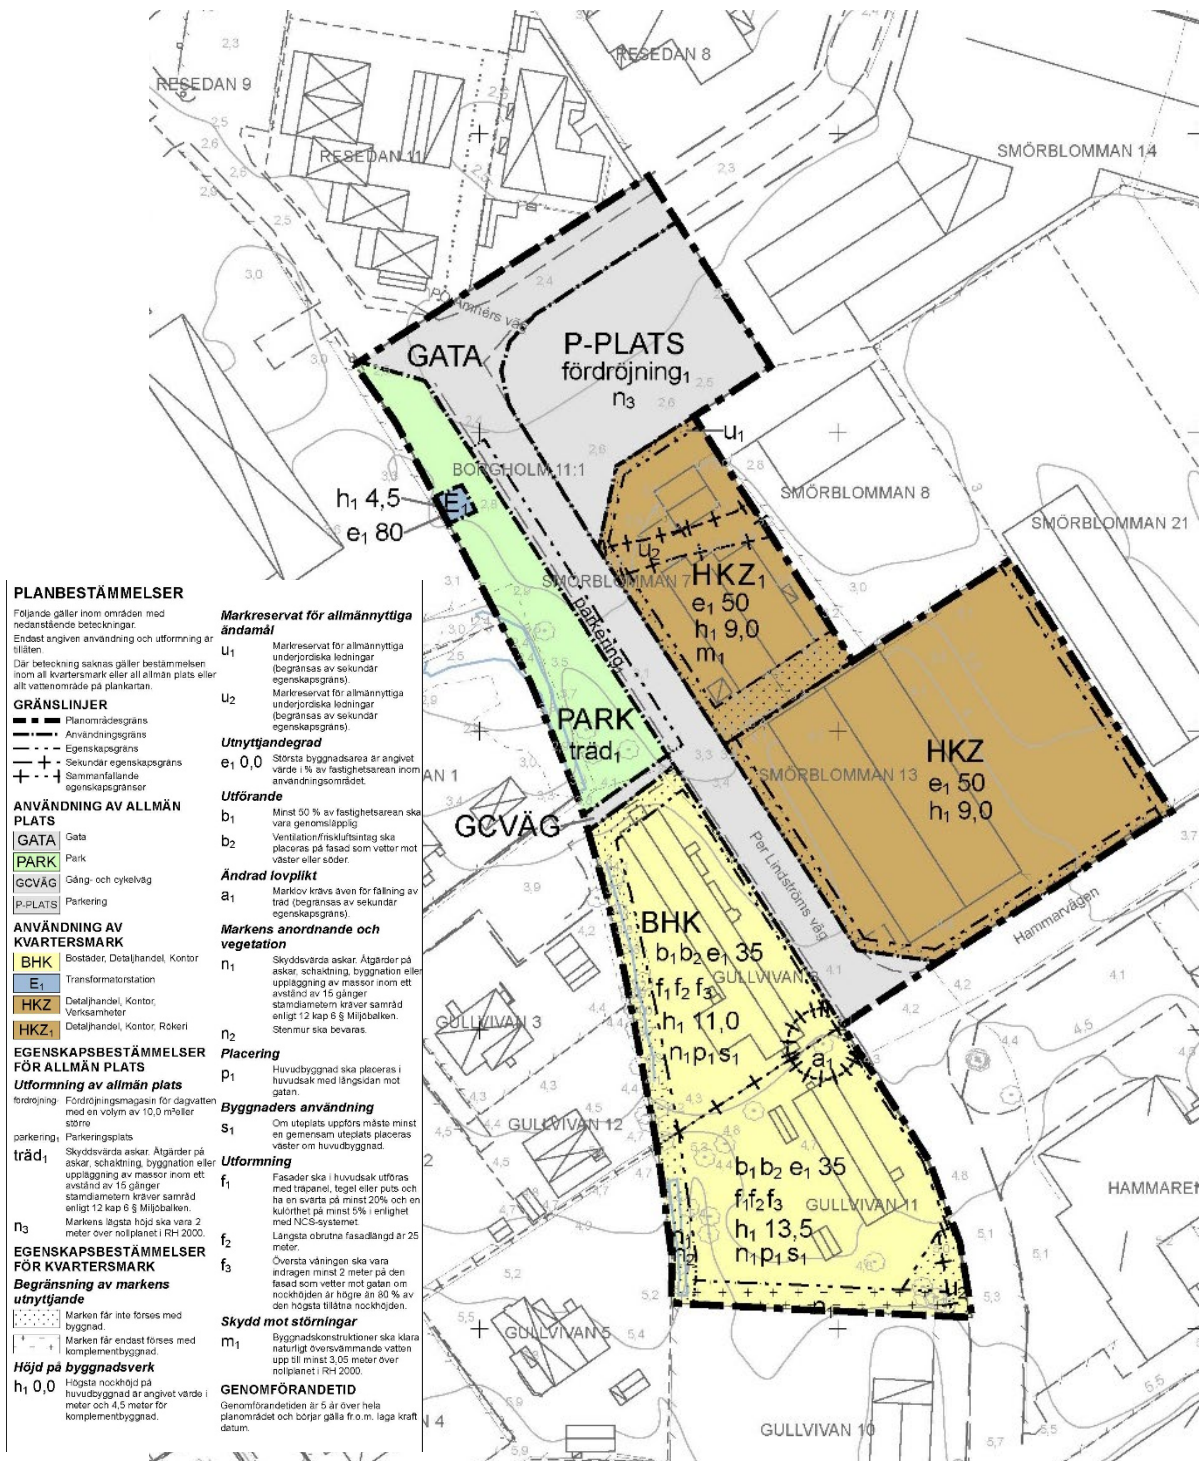 RESEDAN 9
RESEDAN 8
RESEDAN 11
SMÖRBLOMMAN 14
PO Amnérs väg
GATA
P-PLATS
fördröjning₁
n₃
u₁
BORGHOLM 11:1
SMÖRBLOMMAN 8
SMÖRBLOMMAN 21
h₁ 4,5
e₁ 80
E₁
u₂
SMÖRBLOMMAN 7
HKZ₁
e₁ 50
h₁ 9,0
m₁
parkering₁
PARK
träd₁
HKZ
SMÖRBLOMMAN 13
e₁ 50
h₁ 9,0
GCVÄG
Per Lindströms väg
Hammarvägen
BHK
b₁b₂ e₁ 35
GULLVIVAN
f₁ f₂ f₃
h₁ 11,0
n₁p₁s₁
a₁
GULLVIVAN 3
GULLVIVAN 12
b₁b₂ e₁ 35
f₁f₂f₃
GULLVIVAN 11
h₁ 13,5
n₁p₁s₁
n₁
n₂
u₂
n₁
HAMMAREN
GULLVIVAN 5
GULLVIVAN 10
PLANBESTÄMMELSER
Följande gäller inom områden med
nedanstående beteckningar.
Endast angiven användning och utformning är
tillåten.
Där beteckning saknas gäller bestämmelsen
inom all kvartersmark eller all allmän plats eller
allt vattenområde på plankartan.
GRÄNSLINJER
Planområdesgräns
Användningsgräns
Egenskapsgräns
Sekundär egenskapsgräns
Sammanfallande
egenskapsgränser
ANVÄNDNING AV ALLMÄN
PLATS
GATA Gata
PARK Park
GCVÄG Gång- och cykelväg
P-PLATS Parkering
ANVÄNDNING AV
KVARTERSMARK
BHK Bostäder, Detaljhandel, Kontor
E₁ Transformatorstation
HKZ Detaljhandel, Kontor,
Verksamheter
HKZ₁ Detaljhandel, Kontor, Rökeri
EGENSKAPSBESTÄMMELSER
FÖR ALLMÄN PLATS
Utformning av allmän plats
fördröjning₁ Fördröjningsmagasin för dagvatten
med en volym av 10,0 m³eller
större
parkering₁ Parkeringsplats
träd₁ Skyddsvärda askar. Åtgärder på
askar, schaktning, byggnation eller
uppläggning av massor inom ett
avstånd av 15 gånger
stamdiametern kräver samråd
enligt 12 kap 6 § Miljöbalken.
n₃ Markens lägsta höjd ska vara 2
meter över nollplanet i RH 2000.
EGENSKAPSBESTÄMMELSER
FÖR KVARTERSMARK
Begränsning av markens
utnyttjande
Marken får inte förses med
byggnad.
Marken får endast förses med
komplementbyggnad.
Höjd på byggnadsverk
h₁ 0,0 Högsta nockhöjd på
huvudbyggnad är angivet värde i
meter och 4,5 meter för
komplementbyggnad.
Markreservat för allmännyttiga
ändamål
u₁ Markreservat för allmännyttiga
underjordiska ledningar
(begränsas av sekundär
egenskapsgräns).
u₂ Markreservat för allmännyttiga
underjordiska ledningar
(begränsas av sekundär
egenskapsgräns).
Utnyttjandegrad
e₁ 0,0 Största byggnadsarea är angivet
värde i % av fastighetsarean inom
användningsområdet.
Utförande
b₁ Minst 50 % av fastighetsarean ska
vara genomsläpplig
b₂ Ventilation/friskluftsintag ska
placeras på fasad som vetter mot
väster eller söder.
Ändrad lovplikt
a₁ Marklov krävs även för fällning av
träd (begränsas av sekundär
egenskapsgräns).
Markens anordnande och
vegetation
n₁ Skyddsvärda askar. Åtgärder på
askar, schaktning, byggnation eller
uppläggning av massor inom ett
avstånd av 15 gånger
stamdiametern kräver samråd
enligt 12 kap 6 § Miljöbalken.
n₂ Stenmur ska bevaras.
Placering
p₁ Huvudbyggnad ska placeras i
huvudsak med långsidan mot
gatan.
Byggnaders användning
s₁ Om uteplats uppförs måste minst
en gemensam uteplats placeras
väster om huvudbyggnad.
Utformning
f₁ Fasader ska i huvudsak utföras
med träpanel, tegel eller puts och
ha en svärta på minst 20% och en
kulörthet på minst 5% i enlighet
med NCS-systemet.
f₂ Längsta obrutna fasadlängd är 25
meter.
f₃ Översta våningen ska vara
indragen minst 2 meter på den
fasad som vetter mot gatan om
nockhöjden är högre än 80 % av
den högsta tillåtna nockhöjden.
Skydd mot störningar
m₁ Byggnadskonstruktioner ska klara
naturligt översvämmande vatten
upp till minst 3,05 meter över
nollplanet i RH 2000.
GENOMFÖRANDETID
Genomförandetiden är 5 år över hela
planområdet och börjar gälla fr.o.m. laga kraft
datum.